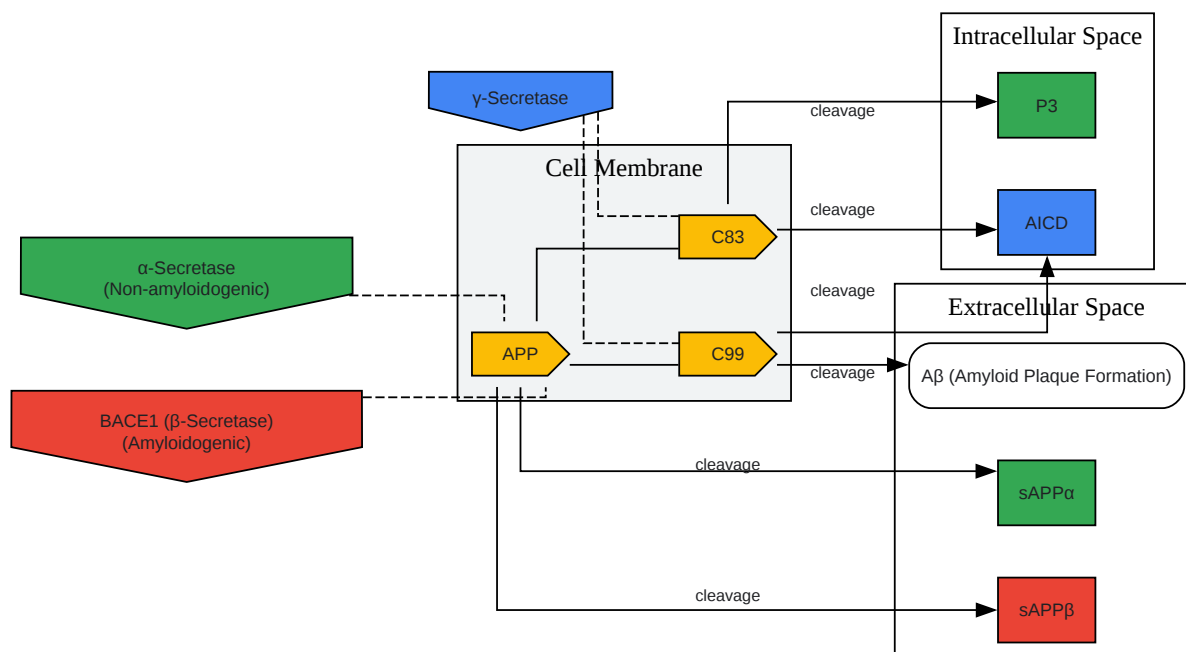 Intracellular Space
γ-Secretase
P3
cleavage
Cell Membrane
cleavage
C83
AICD
α-Secretase
(Non-amyloidogenic)
cleavage
Extracellular Space
APP
C99
cleavage
Aβ (Amyloid Plaque Formation)
BACE1 (β-Secretase)
(Amyloidogenic)
cleavage
sAPPα
cleavage
sAPPβ